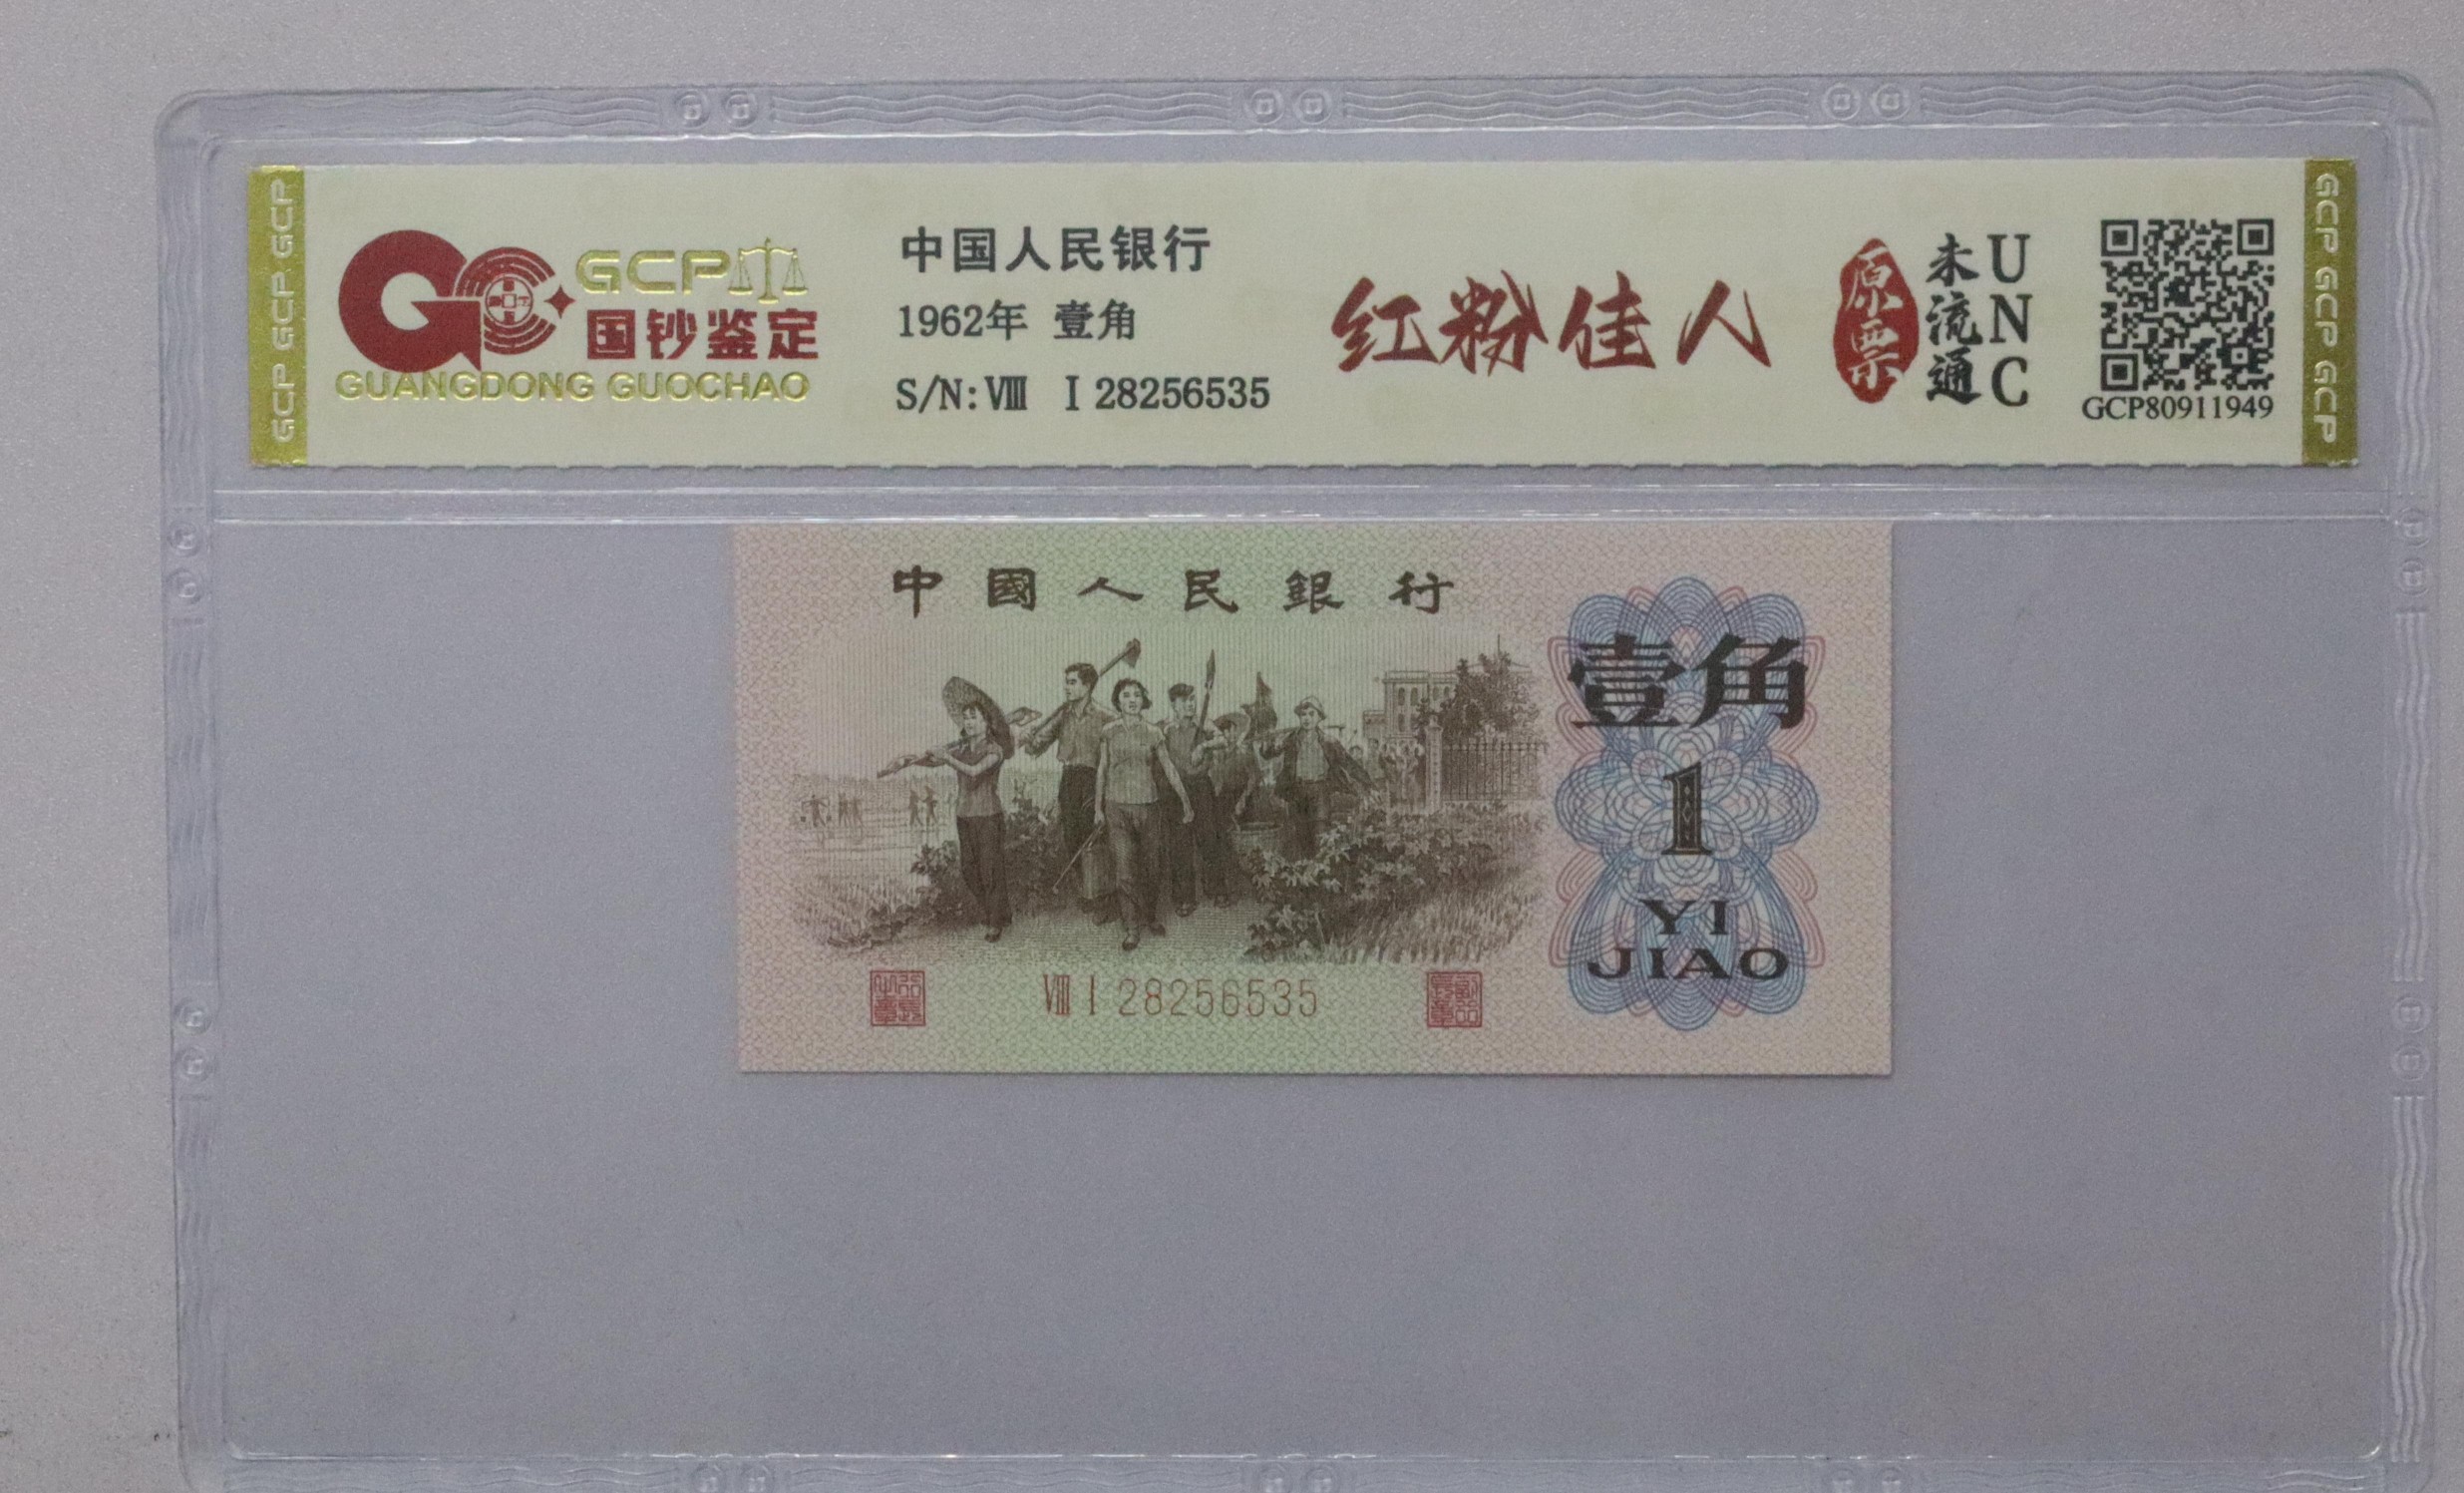 GCP GCP GCP
GCP
国钞鉴定
GUANGDONG GUOCHAO
中国人民银行
1962年 壹角
S/N: Ⅷ Ⅰ 28256535
红粉佳人
原票
未流通
UNC
GCP80911949
GCP GCP GCP
中國人民銀行
壹角
1
YI
JIAO
Ⅷ Ⅰ 28256535